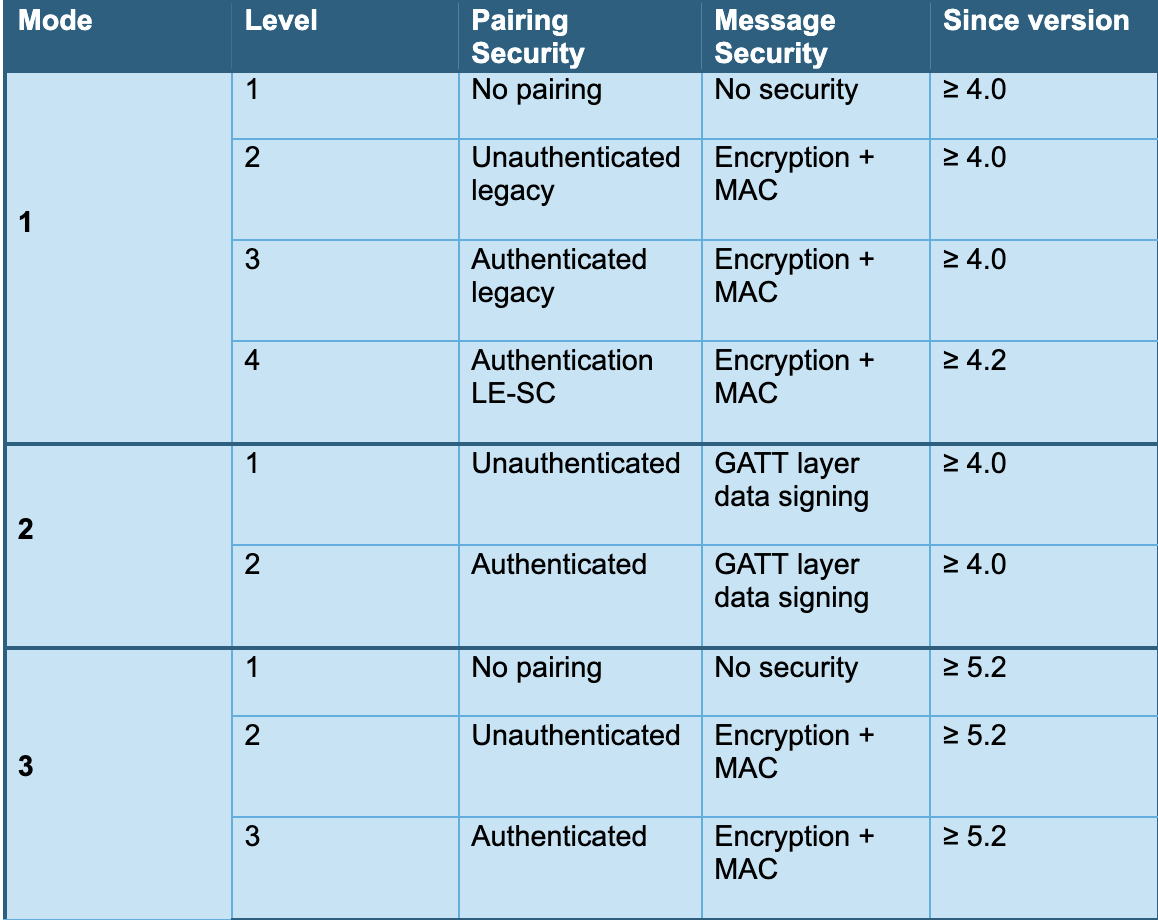 Mode Level Pairing Security Message Security Since version
1
1 No pairing No security ≥ 4.0
2 Unauthenticated legacy Encryption + MAC ≥ 4.0
3 Authenticated legacy Encryption + MAC ≥ 4.0
4 Authentication LE-SC Encryption + MAC ≥ 4.2
2
1 Unauthenticated GATT layer data signing ≥ 4.0
2 Authenticated GATT layer data signing ≥ 4.0
3
1 No pairing No security ≥ 5.2
2 Unauthenticated Encryption + MAC ≥ 5.2
3 Authenticated Encryption + MAC ≥ 5.2